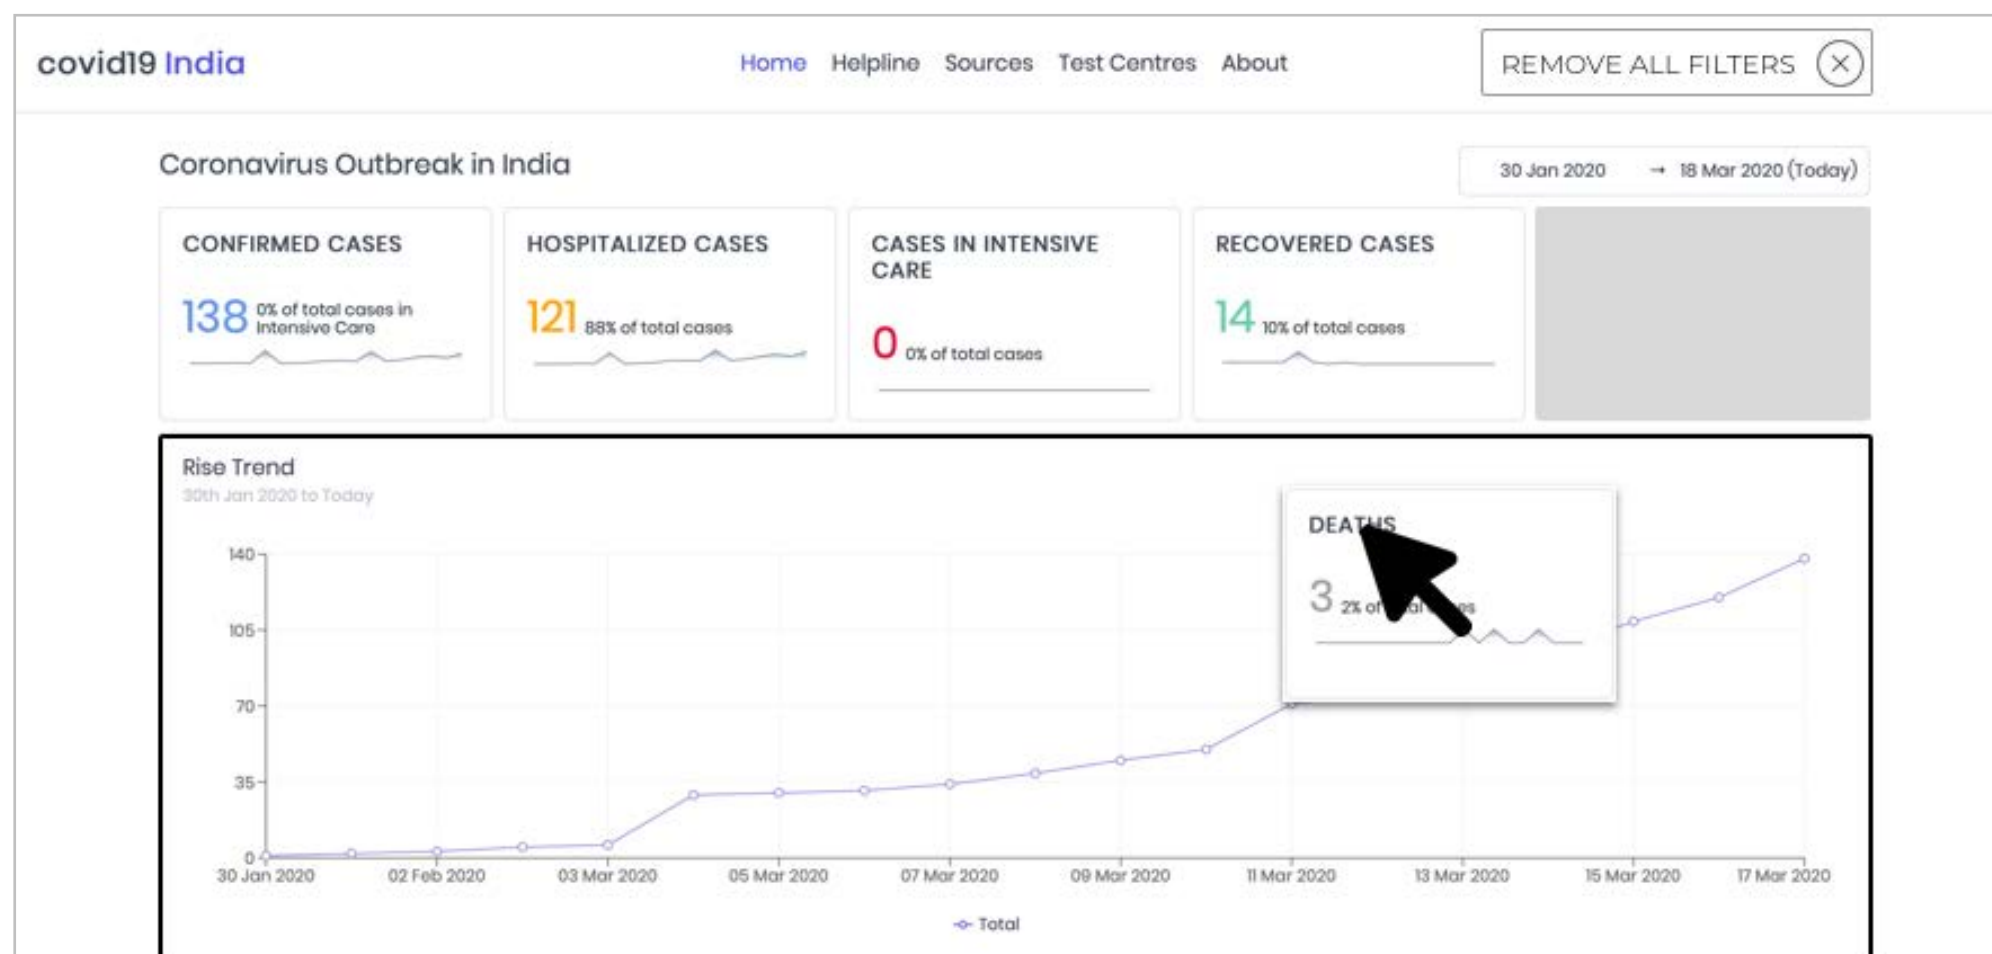 covid19 India
Home Helpline Sources Test Centres About
REMOVE ALL FILTERS
Coronavirus Outbreak in India
30 Jan 2020 → 18 Mar 2020 (Today)
CONFIRMED CASES
138 0% of total cases in
Intensive Care
HOSPITALIZED CASES
121 88% of total cases
CASES IN INTENSIVE
CARE
0 0% of total cases
RECOVERED CASES
14 10% of total cases
Rise Trend
30th Jan 2020 to Today
DEATHS
3 2% of
140
105
70
35
0
30 Jan 2020 02 Feb 2020 03 Mar 2020 05 Mar 2020 07 Mar 2020 09 Mar 2020 11 Mar 2020 13 Mar 2020 15 Mar 2020 17 Mar 2020
Total